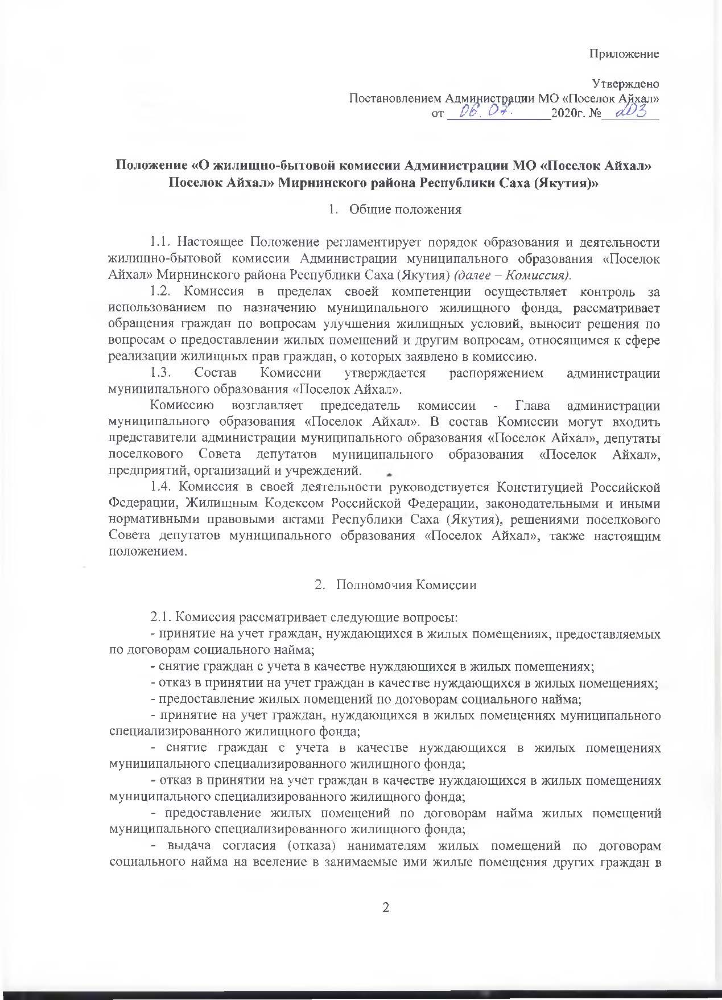 Приложение
Утверждено
Постановлением Администрации МО «Поселок Айхал»
от 06.07. 2020г. № 203
Положение «О жилищно-бытовой комиссии Администрации МО «Поселок Айхал»
Поселок Айхал» Мирнинского района Республики Саха (Якутия)»
1. Общие положения
1.1. Настоящее Положение регламентирует порядок образования и деятельности
жилищно-бытовой комиссии Администрации муниципального образования «Поселок
Айхал» Мирнинского района Республики Саха (Якутия) (далее – Комиссия).
1.2. Комиссия в пределах своей компетенции осуществляет контроль за
использованием по назначению муниципального жилищного фонда, рассматривает
обращения граждан по вопросам улучшения жилищных условий, выносит решения по
вопросам о предоставлении жилых помещений и другим вопросам, относящимся к сфере
реализации жилищных прав граждан, о которых заявлено в комиссию.
1.3. Состав Комиссии утверждается распоряжением администрации
муниципального образования «Поселок Айхал».
Комиссию возглавляет председатель комиссии - Глава администрации
муниципального образования «Поселок Айхал». В состав Комиссии могут входить
представители администрации муниципального образования «Поселок Айхал», депутаты
поселкового Совета депутатов муниципального образования «Поселок Айхал»,
предприятий, организаций и учреждений.
1.4. Комиссия в своей деятельности руководствуется Конституцией Российской
Федерации, Жилищным Кодексом Российской Федерации, законодательными и иными
нормативными правовыми актами Республики Саха (Якутия), решениями поселкового
Совета депутатов муниципального образования «Поселок Айхал», также настоящим
положением.
2. Полномочия Комиссии
2.1. Комиссия рассматривает следующие вопросы:
- принятие на учет граждан, нуждающихся в жилых помещениях, предоставляемых
по договорам социального найма;
- снятие граждан с учета в качестве нуждающихся в жилых помещениях;
- отказ в принятии на учет граждан в качестве нуждающихся в жилых помещениях;
- предоставление жилых помещений по договорам социального найма;
- принятие на учет граждан, нуждающихся в жилых помещениях муниципального
специализированного жилищного фонда;
- снятие граждан с учета в качестве нуждающихся в жилых помещениях
муниципального специализированного жилищного фонда;
- отказ в принятии на учет граждан в качестве нуждающихся в жилых помещениях
муниципального специализированного жилищного фонда;
- предоставление жилых помещений по договорам найма жилых помещений
муниципального специализированного жилищного фонда;
- выдача согласия (отказа) нанимателям жилых помещений по договорам
социального найма на вселение в занимаемые ими жилые помещения других граждан в
2